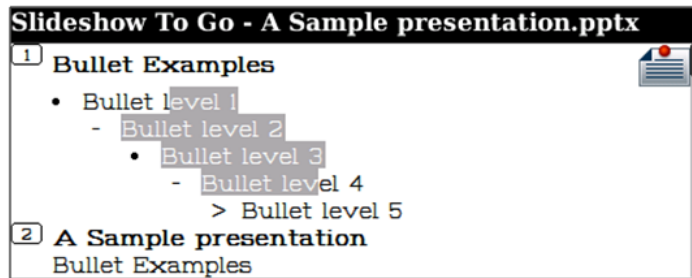 Slideshow To Go - A Sample presentation.pptx
1 Bullet Examples
• Bullet level 1
- Bullet level 2
• Bullet level 3
- Bullet level 4
> Bullet level 5
2 A Sample presentation
Bullet Examples